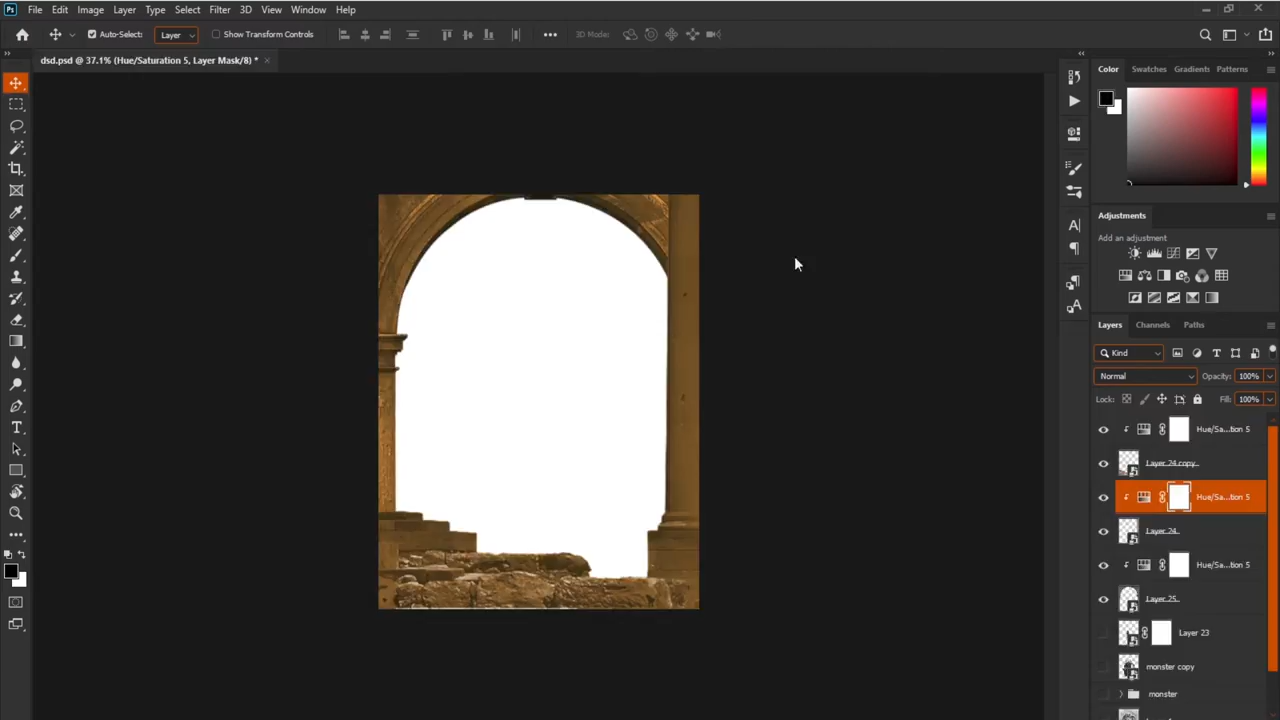 Ps File Edit Image Layer Type Select Filter 3D View Window Help
Auto-Select: Layer Show Transform Controls 3D Mode:
dsd.psd @ 37.1% (Hue/Saturation 5, Layer Mask/8) * ×
Color Swatches Gradients Patterns
Adjustments
Add an adjustment
Layers Channels Paths
Kind
Normal Opacity: 100%
Lock: Fill: 100%
Hue/Sa...tion 5
Layer 24 copy
Hue/Sa...tion 5
Layer 24
Hue/Sa...tion 5
Layer 25
Layer 23
monster copy
monster